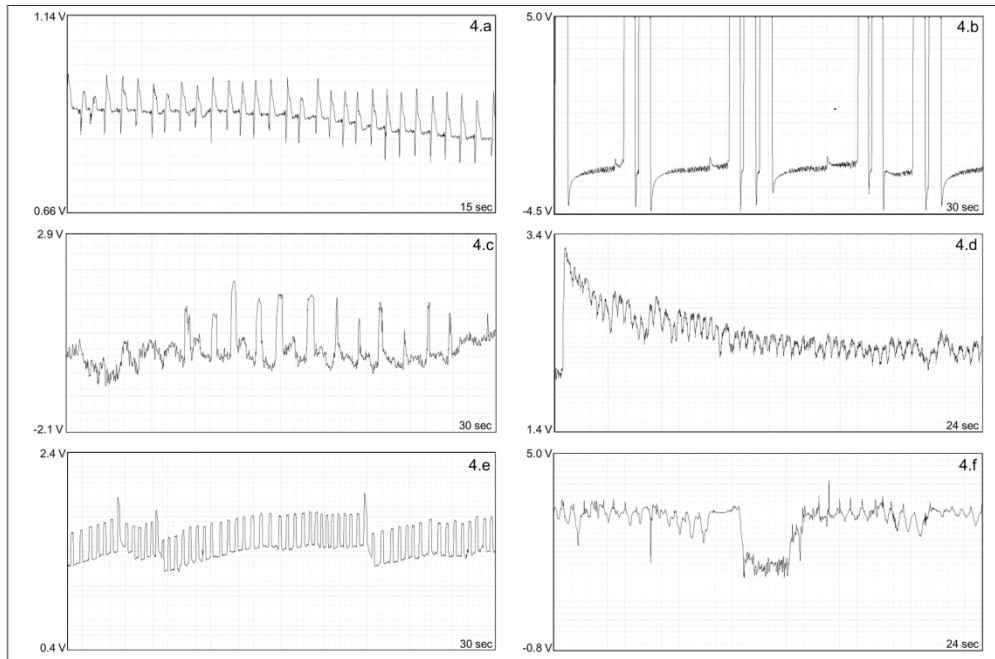 1.14 V
4.a
0.66 V
15 sec
5.0 V
4.b
-4.5 V
30 sec
2.9 V
4.c
-2.1 V
30 sec
3.4 V
4.d
1.4 V
24 sec
2.4 V
4.e
0.4 V
30 sec
5.0 V
4.f
-0.8 V
24 sec